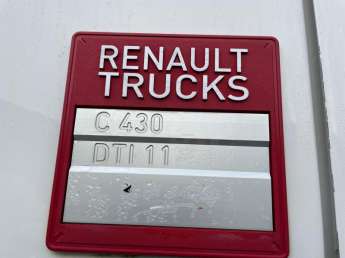 RENAULT
TRUCKS
C 430
DTI 11